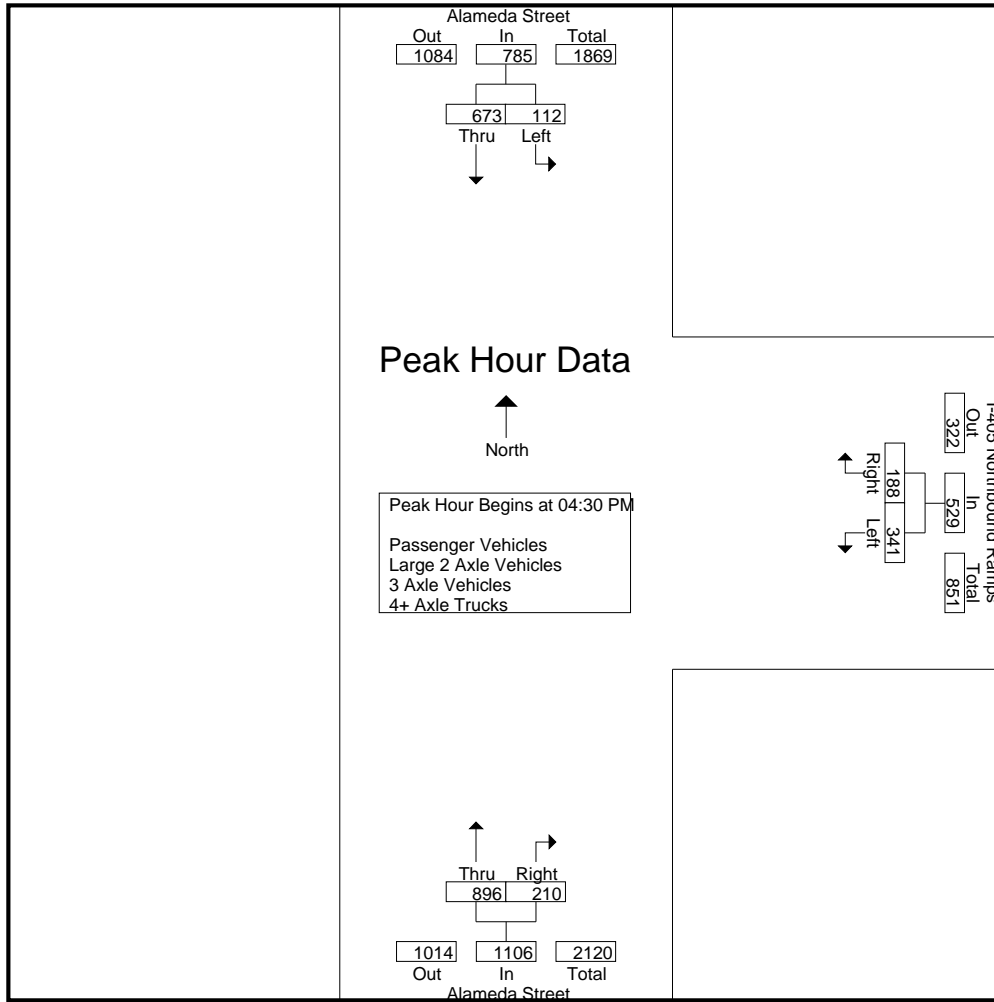 Alameda Street
Out In Total
1084 785 1869
673 112
Thru Left
Peak Hour Data
North
Peak Hour Begins at 04:30 PM
Passenger Vehicles
Large 2 Axle Vehicles
3 Axle Vehicles
4+ Axle Trucks
I-405 Northbound Ramps
Out In Total
322 529 851
188 341
Right Left
Thru Right
896 210
1014 1106 2120
Out In Total
Alameda Street